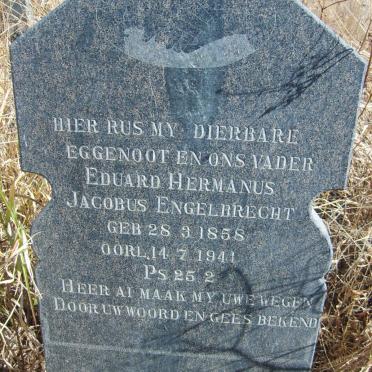 HIER RUS MY DIERBARE
EGGENOOT EN ONS VADER
EDUARD HERMANUS
JACOBUS ENGELBRECHT
GEB 28 3 1858
OORL. 14 7 1941
PS 25 2
HEER AI MAAK MY UWE WEGEN
DOOR UW WOORD EN GEES BEKEND